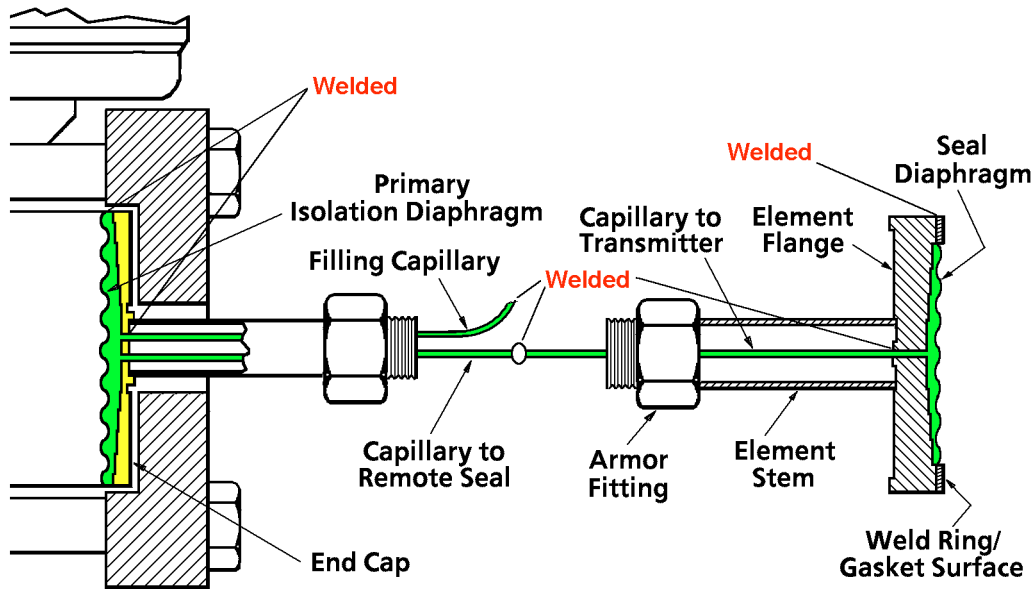 Welded
Primary
Isolation Diaphragm
Filling Capillary
Welded
Capillary to
Transmitter
Welded
Element
Flange
Seal
Diaphragm
Capillary to
Remote Seal
Armor
Fitting
Element
Stem
Weld Ring/
Gasket Surface
End Cap